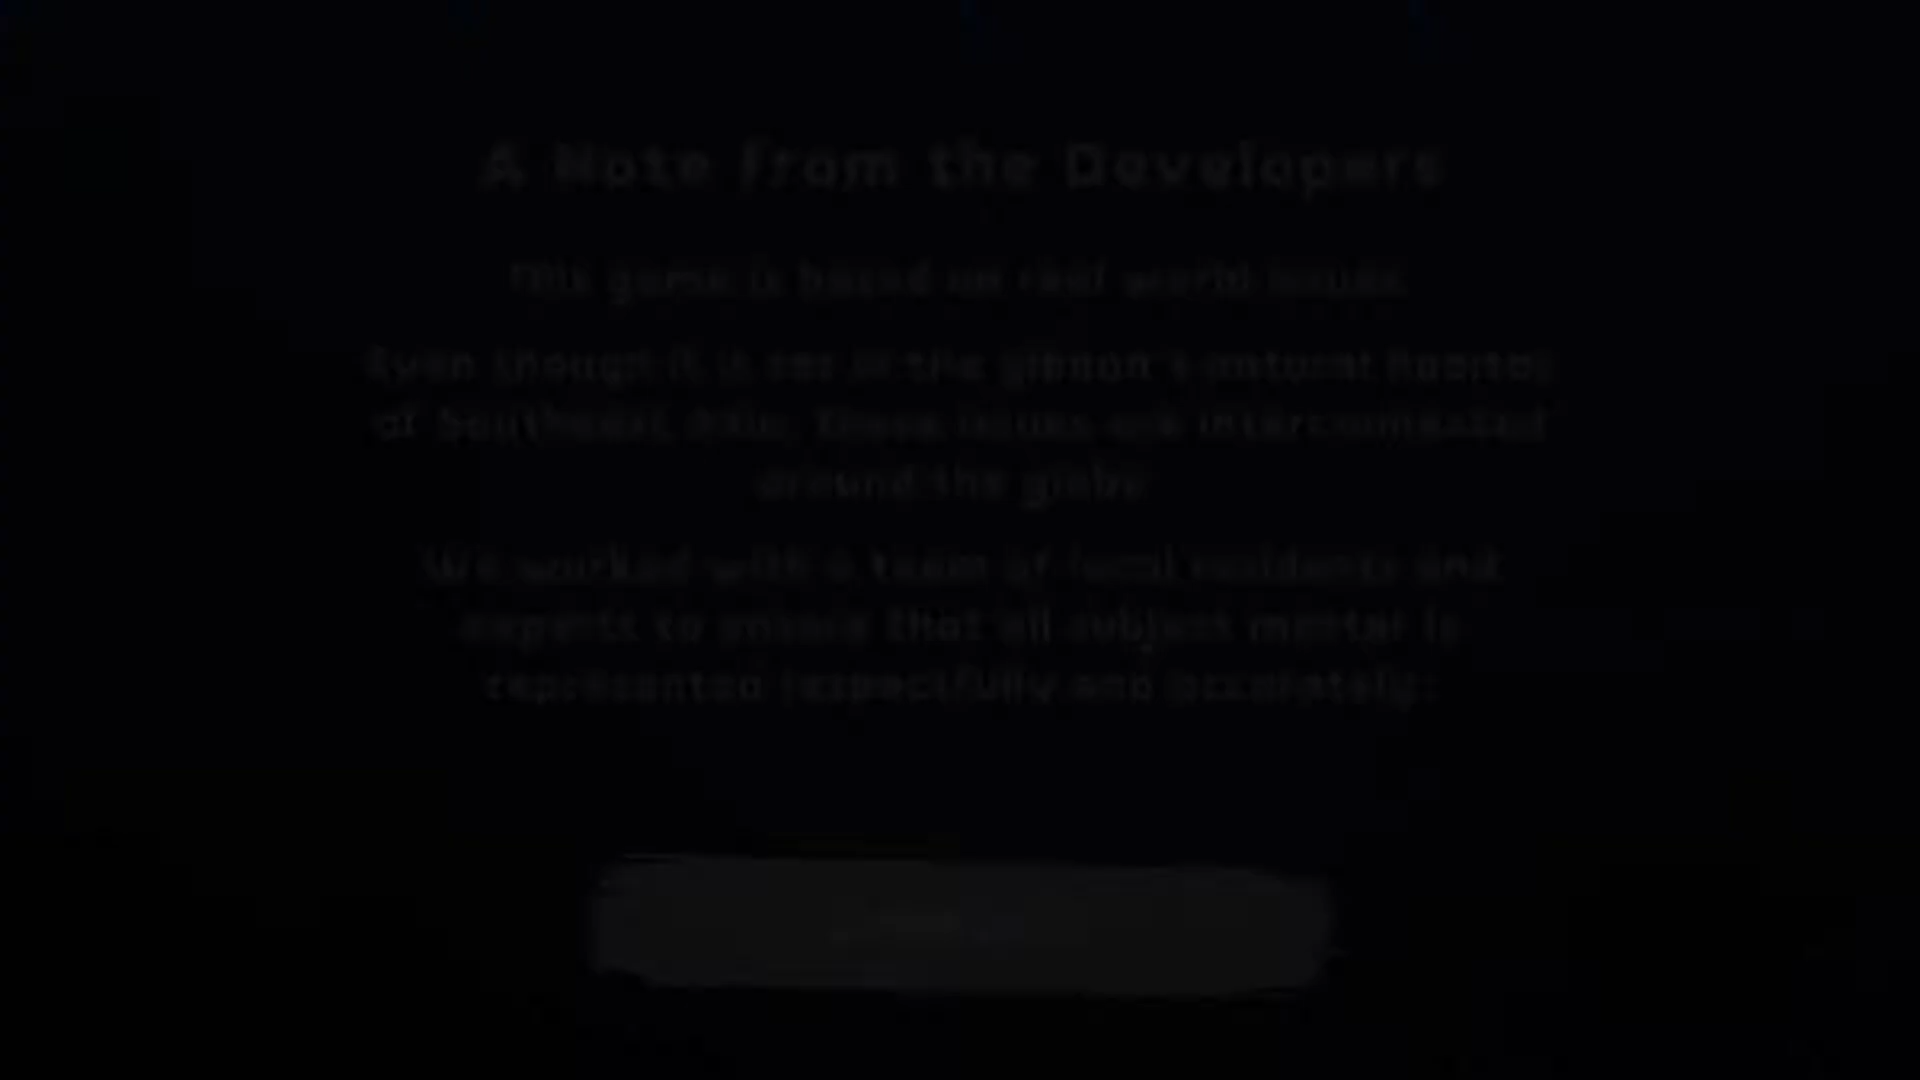 A Note from the Developers
This game is based on real world issues
Even though it is set in the gibbon's natural habitat
of Southeast Asia, these issues are interconnected
around the globe
We worked with a team of local residents and
experts to ensure that all subject matter is
represented respectfully and accurately.